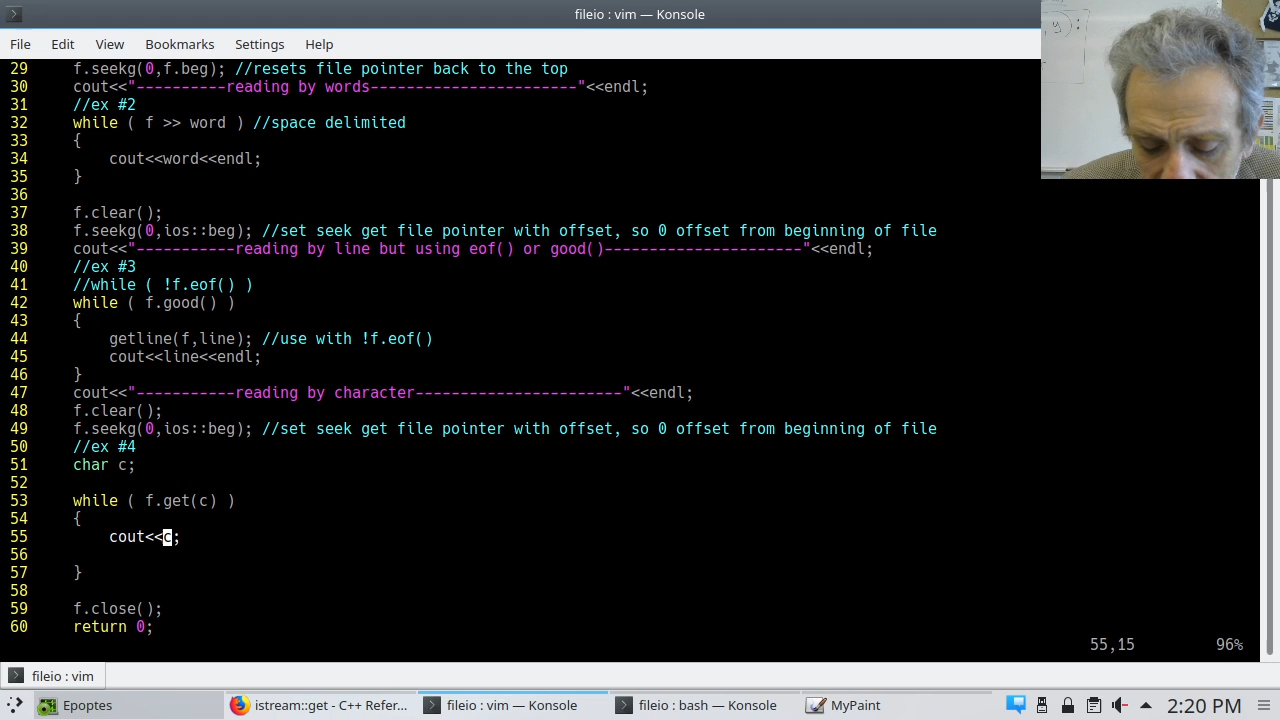 fileio : vim — Konsole
File Edit View Bookmarks Settings Help
29 f.seekg(0,f.beg); //resets file pointer back to the top
30 cout<<"----------reading by words-----------------------"<<endl;
31 //ex #2
32 while ( f >> word ) //space delimited
33 {
34 cout<<word<<endl;
35 }
36
37 f.clear();
38 f.seekg(0,ios::beg); //set seek get file pointer with offset, so 0 offset from beginning of file
39 cout<<"-----------reading by line but using eof() or good()----------------------"<<endl;
40 //ex #3
41 //while ( !f.eof() )
42 while ( f.good() )
43 {
44 getline(f,line); //use with !f.eof()
45 cout<<line<<endl;
46 }
47 cout<<"-----------reading by character-----------------------"<<endl;
48 f.clear();
49 f.seekg(0,ios::beg); //set seek get file pointer with offset, so 0 offset from beginning of file
50 //ex #4
51 char c;
52
53 while ( f.get(c) )
54 {
55 cout<<c;
56
57 }
58
59 f.close();
60 return 0;
55,15 96%
fileio : vim
Epoptes istream::get - C++ Refer... fileio : vim — Konsole fileio : bash — Konsole MyPaint 2:20 PM